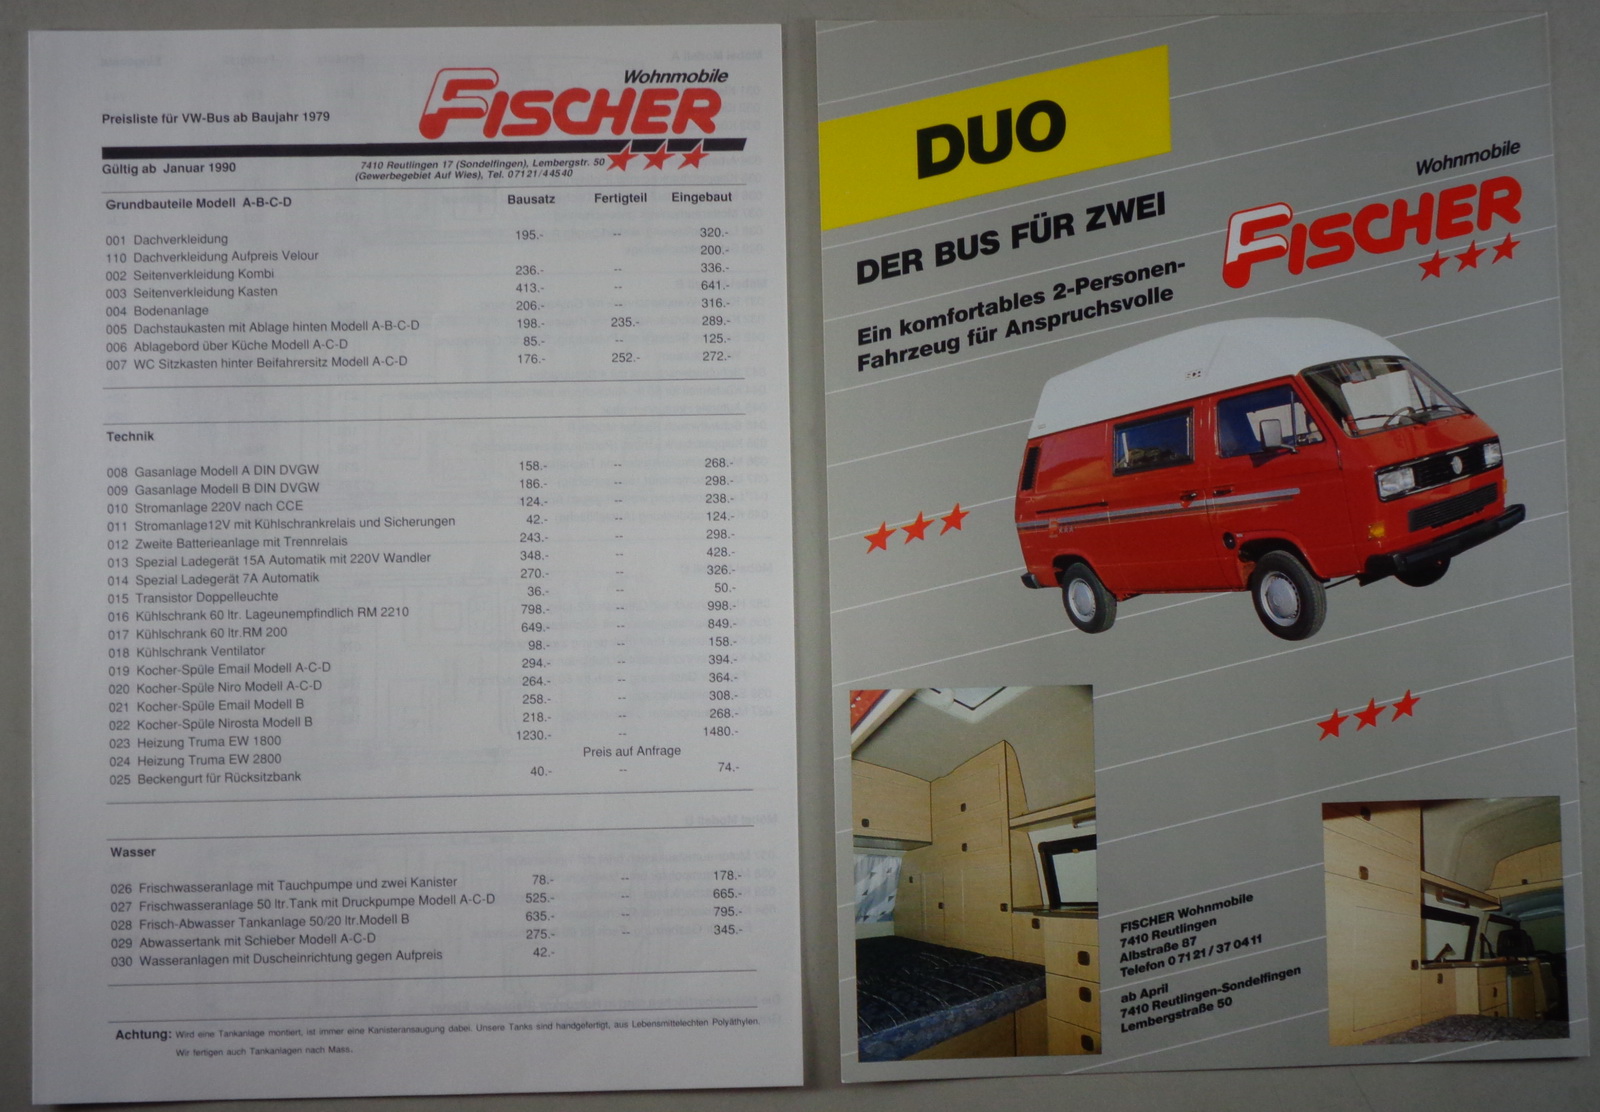 Wohnmobile
FISCHER
Preisliste für VW-Bus ab Baujahr 1979
Gültig ab Januar 1990
7410 Reutlingen 17 (Sondelfingen), Lembergstr. 50
(Gewerbegebiet Auf Wies), Tel. 07121/44540
Grundbauteile Modell A-B-C-D Bausatz Fertigteil Eingebaut
001 Dachverkleidung 195.- -- 320.-
110 Dachverkleidung Aufpreis Velour 200.-
002 Seitenverkleidung Kombi 236.- -- 336.-
003 Seitenverkleidung Kasten 413.- -- 641.-
004 Bodenanlage 206.- -- 316.-
005 Dachstaukasten mit Ablage hinten Modell A-B-C-D 198.- 235.- 289.-
006 Ablagebord über Küche Modell A-C-D 85.- -- 125.-
007 WC Sitzkasten hinter Beifahrersitz Modell A-C-D 176.- 252.- 272.-
Technik
008 Gasanlage Modell A DIN DVGW 158.- -- 268.-
009 Gasanlage Modell B DIN DVGW 186.- -- 298.-
010 Stromanlage 220V nach CCE 124.- -- 238.-
011 Stromanlage12V mit Kühlschrankrelais und Sicherungen 42.- -- 124.-
012 Zweite Batterieanlage mit Trennrelais 243.- -- 298.-
013 Spezial Ladegerät 15A Automatik mit 220V Wandler 348.- -- 428.-
014 Spezial Ladegerät 7A Automatik 270.- -- 326.-
015 Transistor Doppelleuchte 36.- -- 50.-
016 Kühlschrank 60 ltr. Lageunempfindlich RM 2210 798.- -- 998.-
017 Kühlschrank 60 ltr.RM 200 649.- -- 849.-
018 Kühlschrank Ventilator 98.- -- 158.-
019 Kocher-Spüle Email Modell A-C-D 294.- -- 394.-
020 Kocher-Spüle Niro Modell A-C-D 264.- -- 364.-
021 Kocher-Spüle Email Modell B 258.- -- 308.-
022 Kocher-Spüle Nirosta Modell B 218.- -- 268.-
023 Heizung Truma EW 1800 1230.- -- 1480.-
024 Heizung Truma EW 2800 Preis auf Anfrage
025 Beckengurt für Rücksitzbank 40.- -- 74.-
Wasser
026 Frischwasseranlage mit Tauchpumpe und zwei Kanister 78.- -- 178.-
027 Frischwasseranlage 50 ltr.Tank mit Druckpumpe Modell A-C-D 525.- -- 665.-
028 Frisch-Abwasser Tankanlage 50/20 ltr.Modell B 635.- -- 795.-
029 Abwassertank mit Schieber Modell A-C-D 275.- -- 345.-
030 Wasseranlagen mit Duscheinrichtung gegen Aufpreis 42.-
Achtung: Wird eine Tankanlage montiert, ist immer eine Kanisteransaugung dabei. Unsere Tanks sind handgefertigt, aus Lebensmittelechten Polyäthylen.
Wir fertigen auch Tankanlagen nach Mass.
DUO
DER BUS FÜR ZWEI
Ein komfortables 2-Personen-
Fahrzeug für Anspruchsvolle
Wohnmobile
FISCHER
FISCHER Wohnmobile
7410 Reutlingen
Albstraße 87
Telefon 0 71 21 / 37 04 11
ab April
7410 Reutlingen-Sondelfingen
Lembergstraße 50